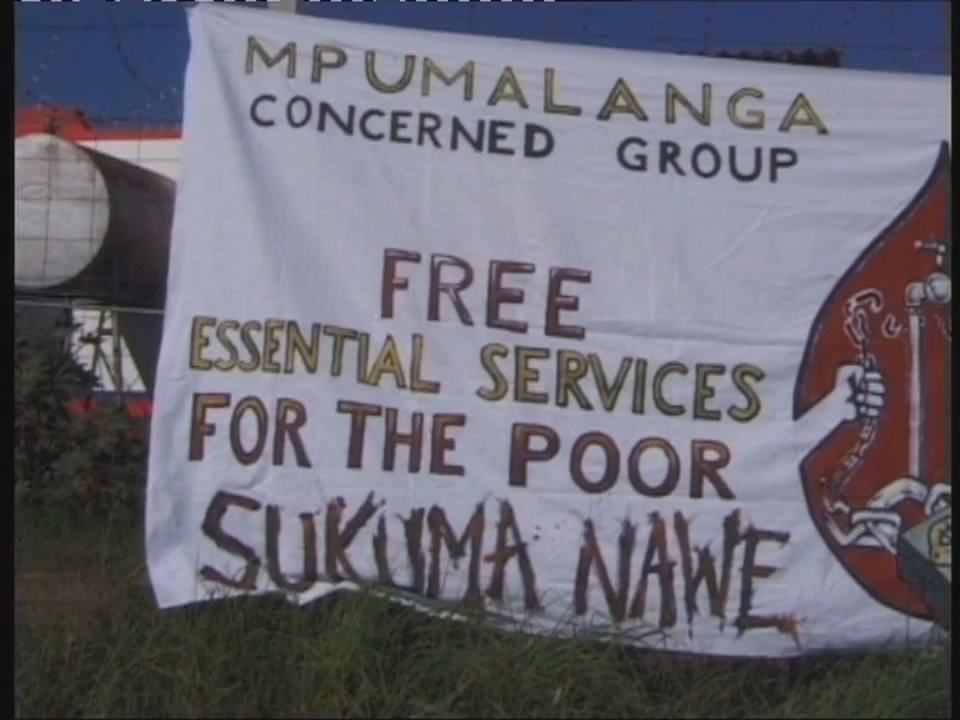 MPUMALANGA
CONCERNED GROUP
FREE
ESSENTIAL SERVICES
FOR THE POOR
SUKUMA NAWE